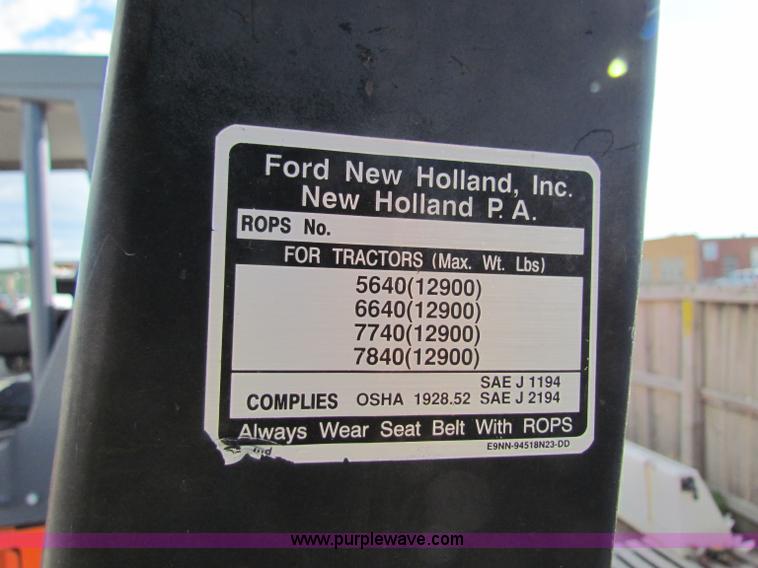 Ford New Holland, Inc.
New Holland P.A.
ROPS No.
FOR TRACTORS (Max. Wt. Lbs)
5640(12900)
6640(12900)
7740(12900)
7840(12900)
SAE J 1194
COMPLIES OSHA 1928.52 SAE J 2194
Always Wear Seat Belt With ROPS
E9NN-94518N23-DD
www.purplewave.com